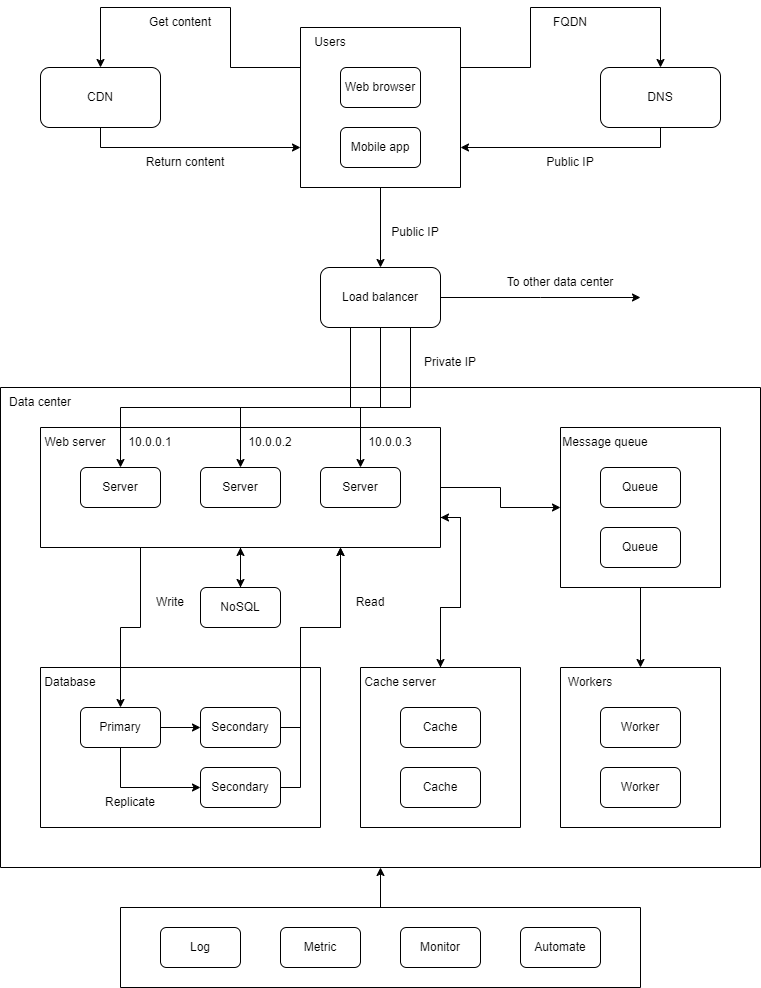 Get content
FQDN
Users
CDN
Web browser
DNS
Mobile app
Return content
Public IP
Public IP
Load balancer
To other data center
Private IP
Data center
Web server
10.0.0.1
10.0.0.2
10.0.0.3
Message queue
Server
Server
Server
Queue
Queue
Write
NoSQL
Read
Database
Cache server
Workers
Primary
Secondary
Cache
Worker
Secondary
Cache
Worker
Replicate
Log
Metric
Monitor
Automate